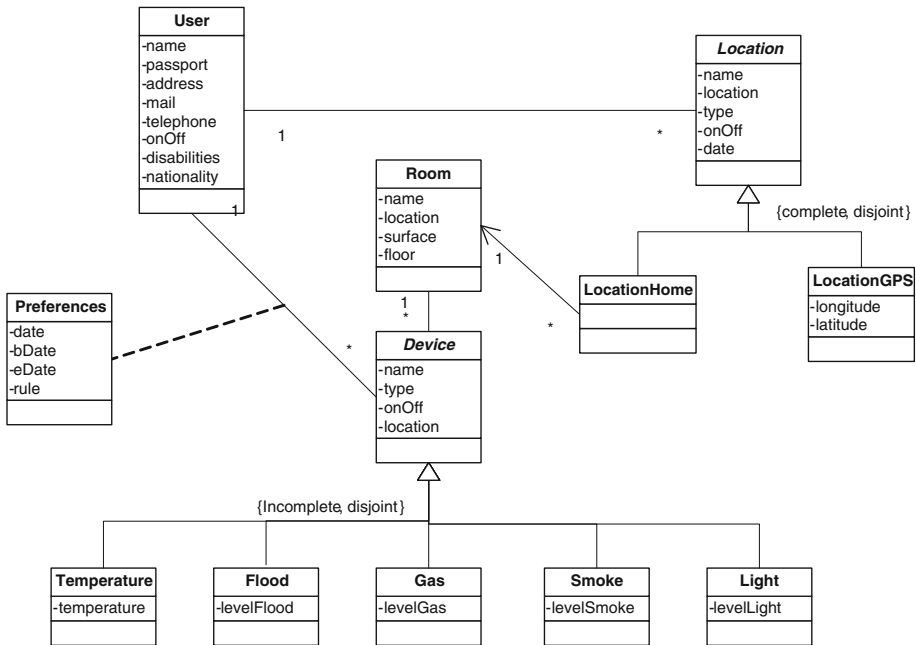 User
-name
-passport
-address
-mail
-telephone
-onOff
-disabilities
-nationality
Location
-name
-location
-type
-onOff
-date
1
*
Room
-name
-location
-surface
-floor
{complete, disjoint}
1
LocationHome
LocationGPS
-longitude
-latitude
1
*
Preferences
-date
-bDate
-eDate
-rule
1
*
*
Device
-name
-type
-onOff
-location
{Incomplete, disjoint}
Temperature
-temperature
Flood
-levelFlood
Gas
-levelGas
Smoke
-levelSmoke
Light
-levelLight